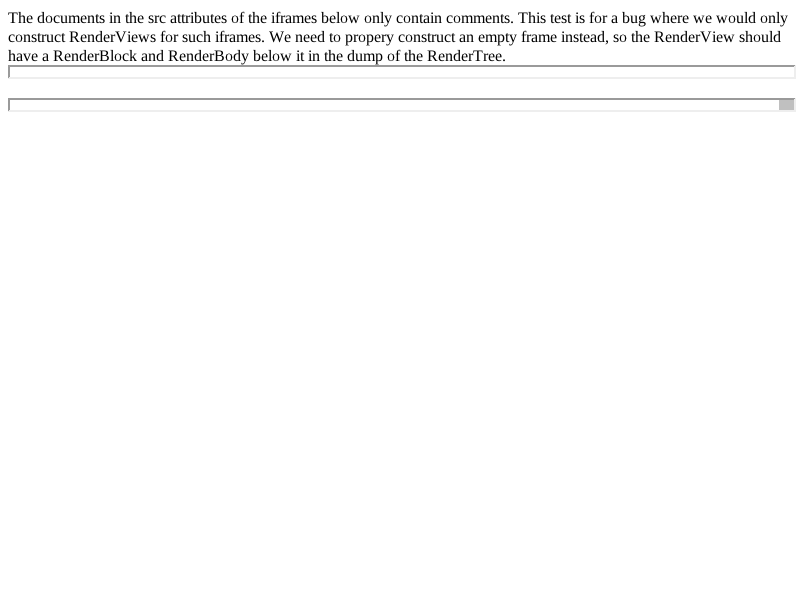 The documents in the src attributes of the iframes below only contain comments. This test is for a bug where we would only
construct RenderViews for such iframes. We need to propery construct an empty frame instead, so the RenderView should
have a RenderBlock and RenderBody below it in the dump of the RenderTree.